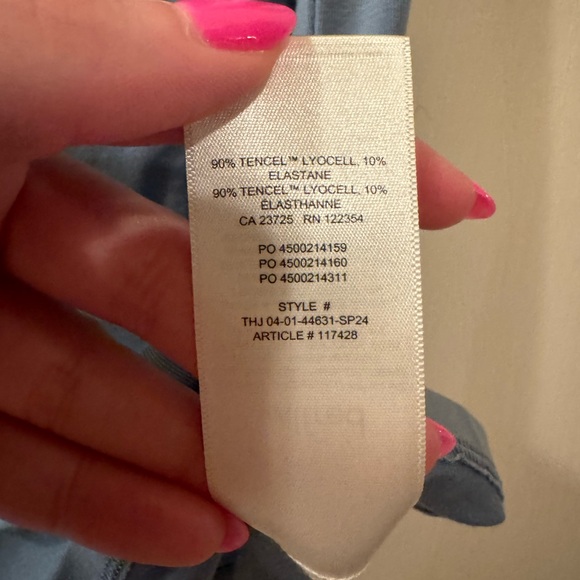 90% TENCEL™ LYOCELL, 10%
ELASTANE
90% TENCEL™ LYOCELL, 10%
ÉLASTHANNE
CA 23725 RN 122354
PO 4500214159
PO 4500214160
PO 4500214311
STYLE #
THJ 04-01-44631-SP24
ARTICLE # 117428